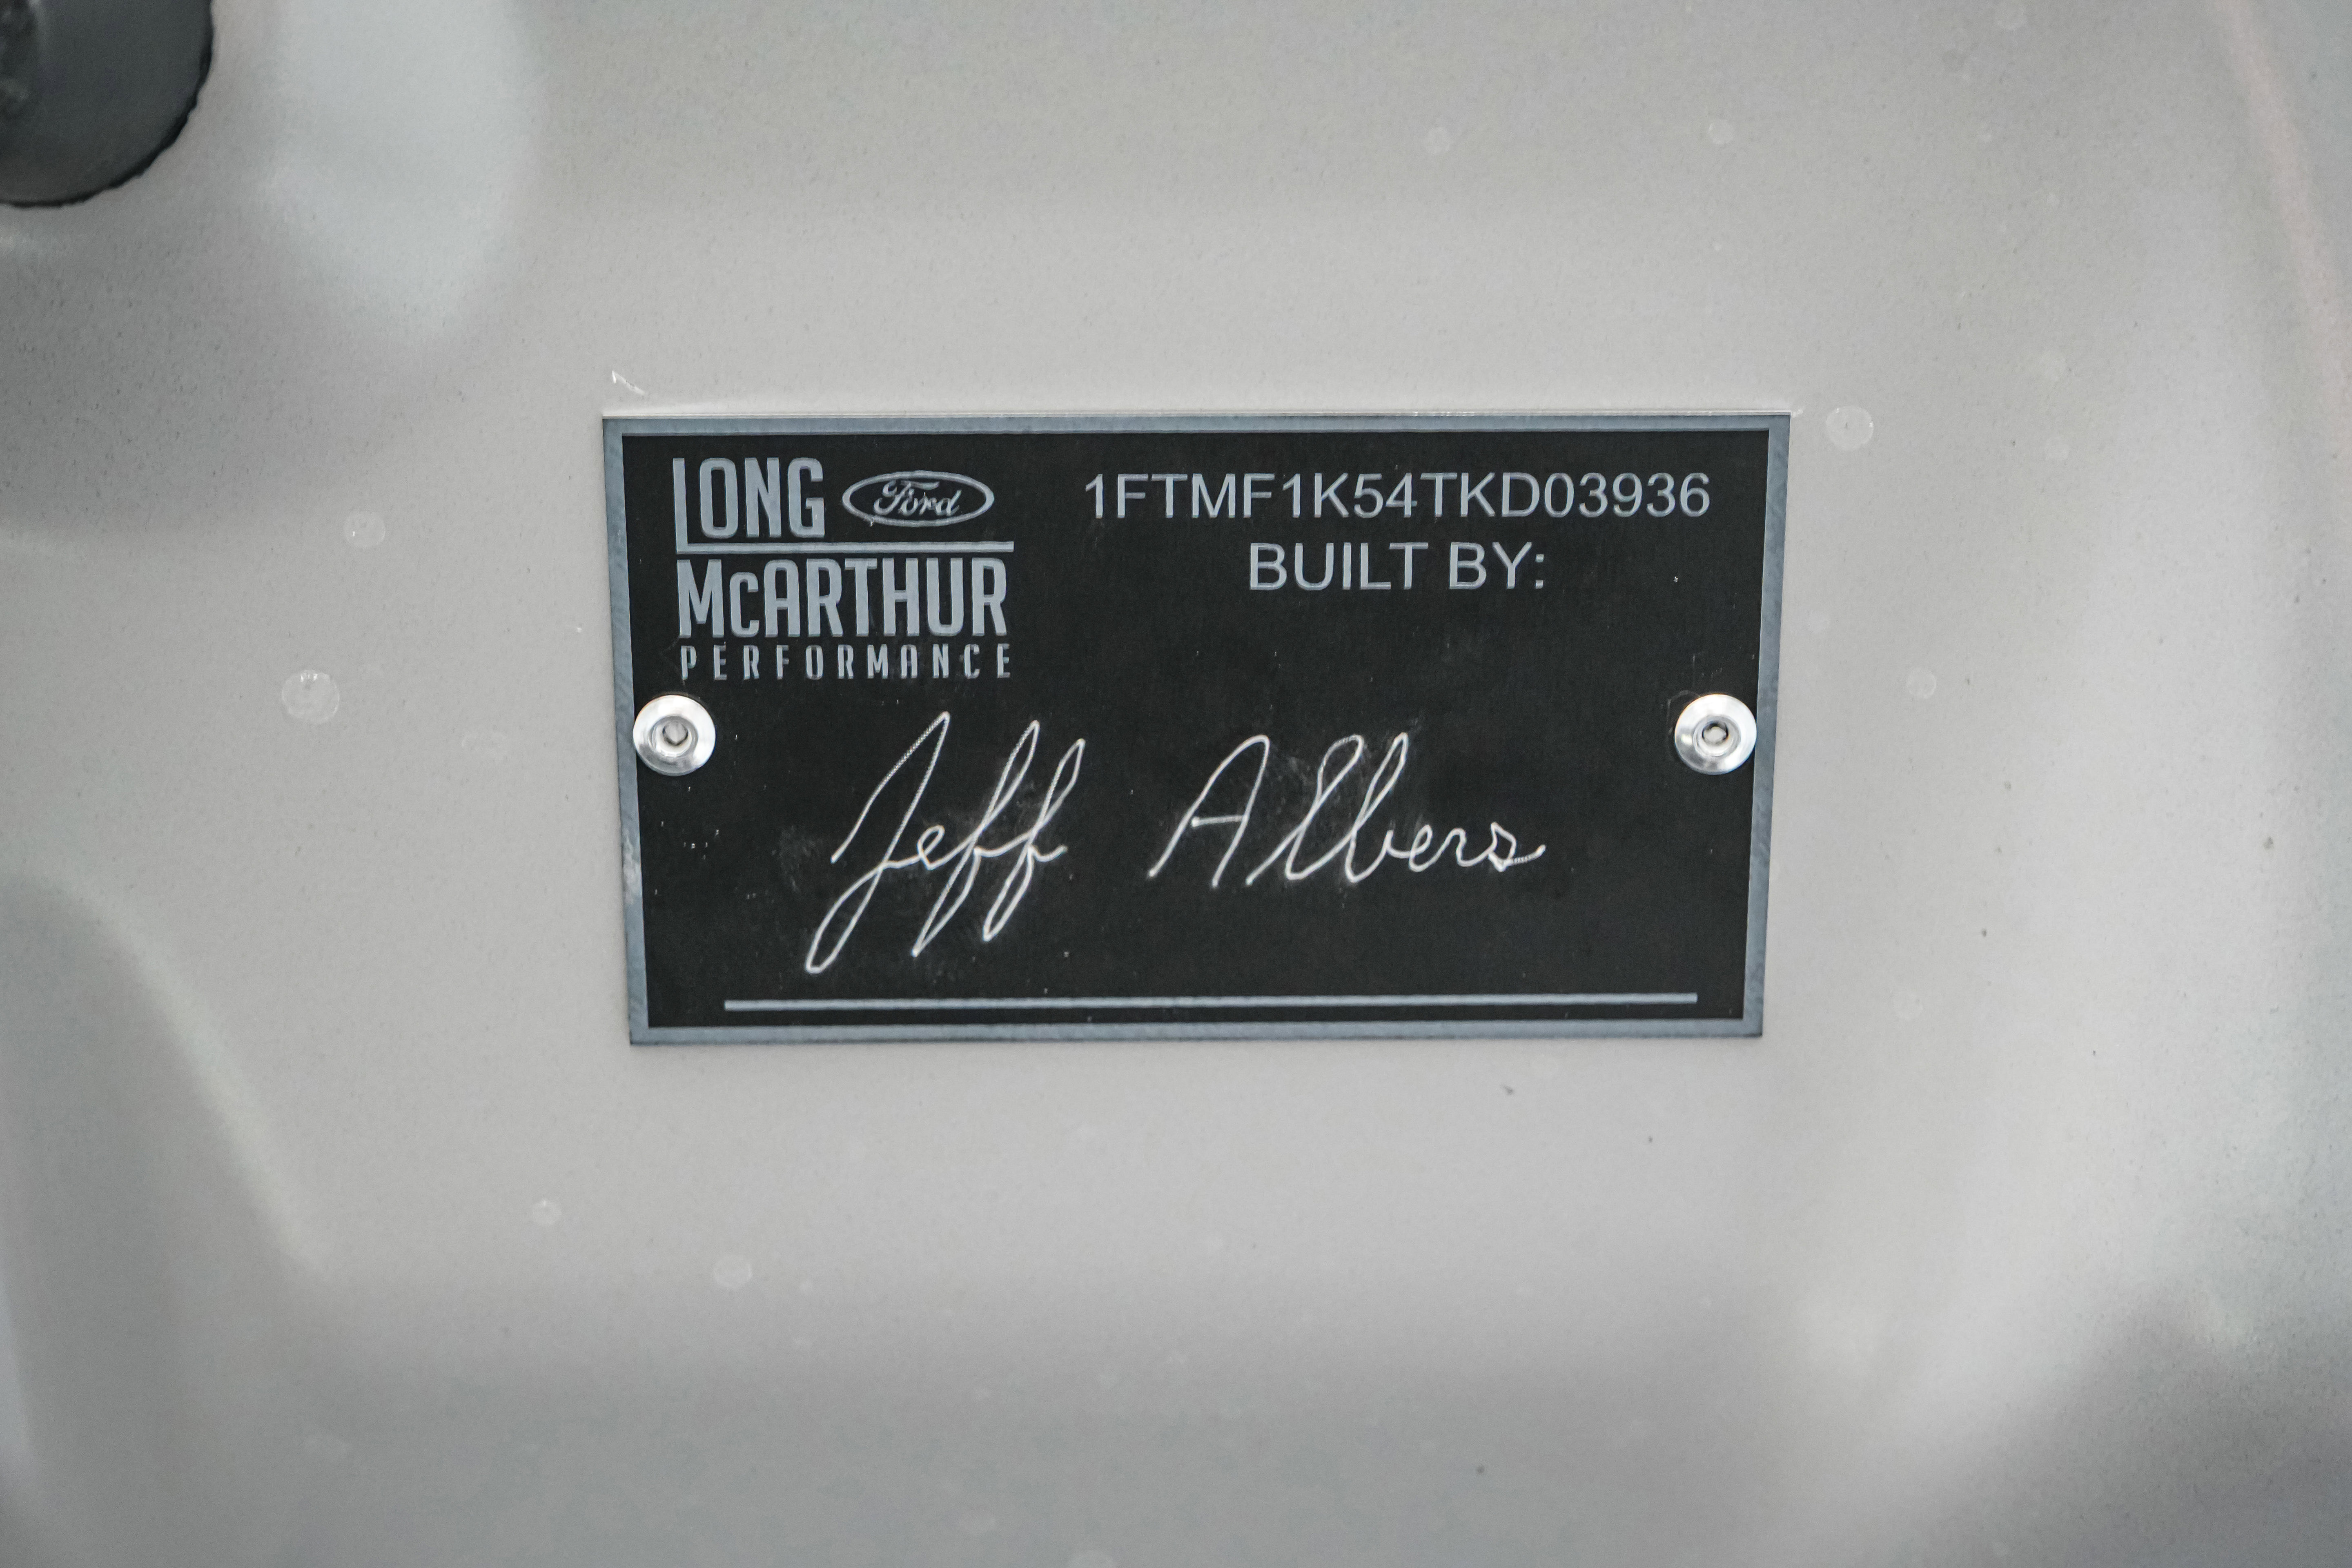 LONG Ford
McARTHUR
PERFORMANCE
1FTMF1K54TKD03936
BUILT BY:
Jeff Albers